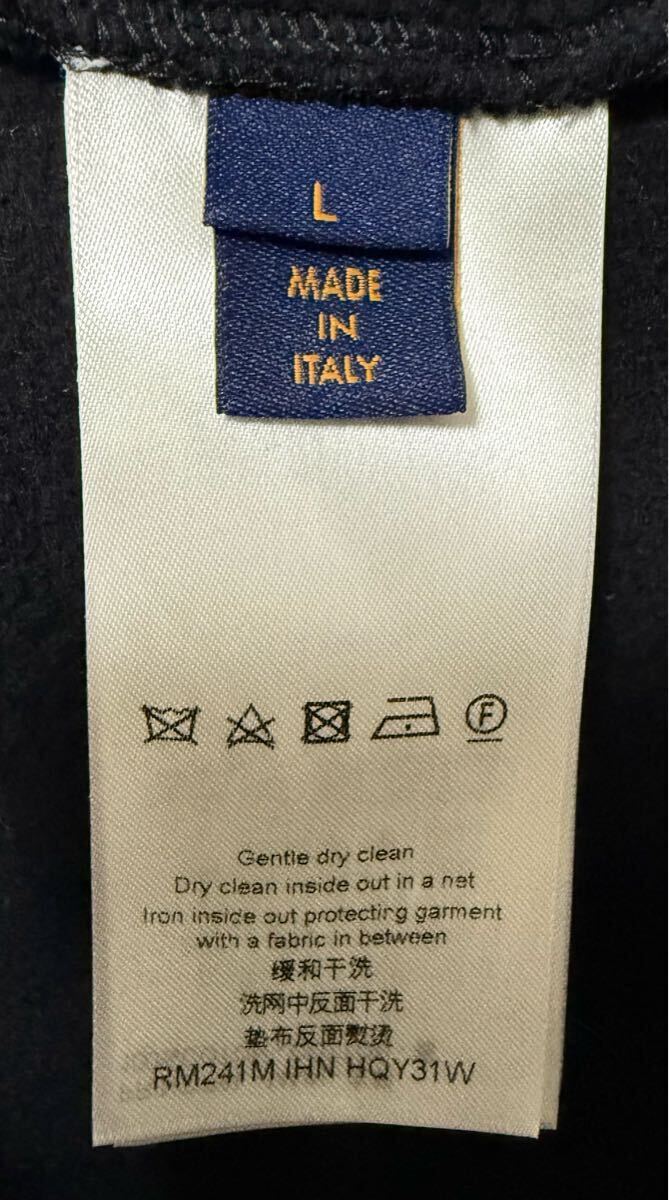 L
MADE
IN
ITALY
F
Gentle dry clean
Dry clean inside out in a net
Iron inside out protecting garment
with a fabric in between
缓和干洗
洗网中反面干洗
垫布反面熨烫
RM241M IHN HQY31W